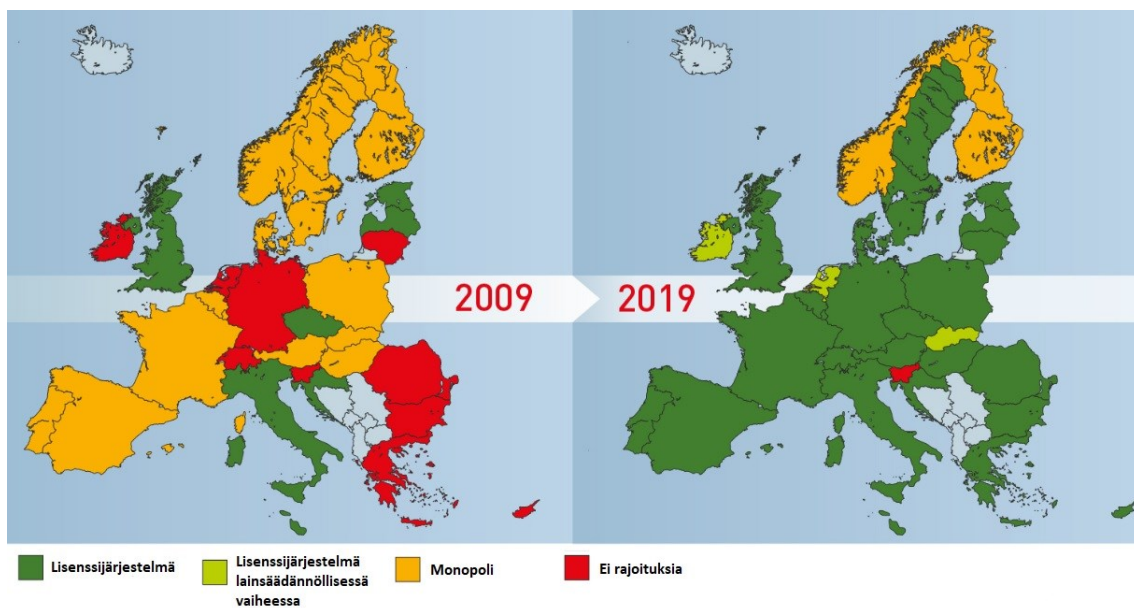 2009
2019
Lisenssijärjestelmä
Lisenssijärjestelmä
lainsäädännöllisessä
vaiheessa
Monopoli
Ei rajoituksia